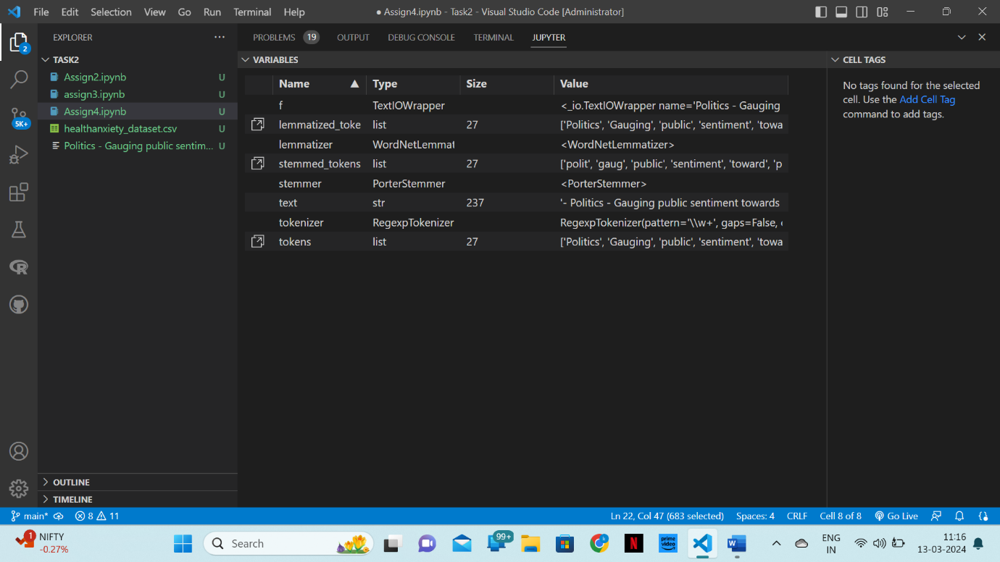 File Edit Selection View Go Run Terminal Help
● Assign4.ipynb - Task2 - Visual Studio Code [Administrator]
EXPLORER
PROBLEMS 19 OUTPUT DEBUG CONSOLE TERMINAL JUPYTER
2
TASK2
Assign2.ipynb U
assign3.ipynb U
Assign4.ipynb U
healthanxiety_dataset.csv U
Politics - Gauging public sentim... U
5K+
OUTLINE
TIMELINE
VARIABLES
Name Type Size Value
f TextIOWrapper <_io.TextIOWrapper name='Politics - Gauging
lemmatized_toke list 27 ['Politics', 'Gauging', 'public', 'sentiment', 'towa
lemmatizer WordNetLemmat <WordNetLemmatizer>
stemmed_tokens list 27 ['polit', 'gaug', 'public', 'sentiment', 'toward', 'p
stemmer PorterStemmer <PorterStemmer>
text str 237 '- Politics - Gauging public sentiment towards
tokenizer RegexpTokenizer RegexpTokenizer(pattern='\\w+', gaps=False,
tokens list 27 ['Politics', 'Gauging', 'public', 'sentiment', 'towa
CELL TAGS
No tags found for the selected
cell. Use the Add Cell Tag
command to add tags.
main* 8 11
Ln 22, Col 47 (683 selected) Spaces: 4 CRLF Cell 8 of 8 Go Live
1
NIFTY
-0.27%
Search
99+
prime
video
N
W
ENG
IN
11:16
13-03-2024